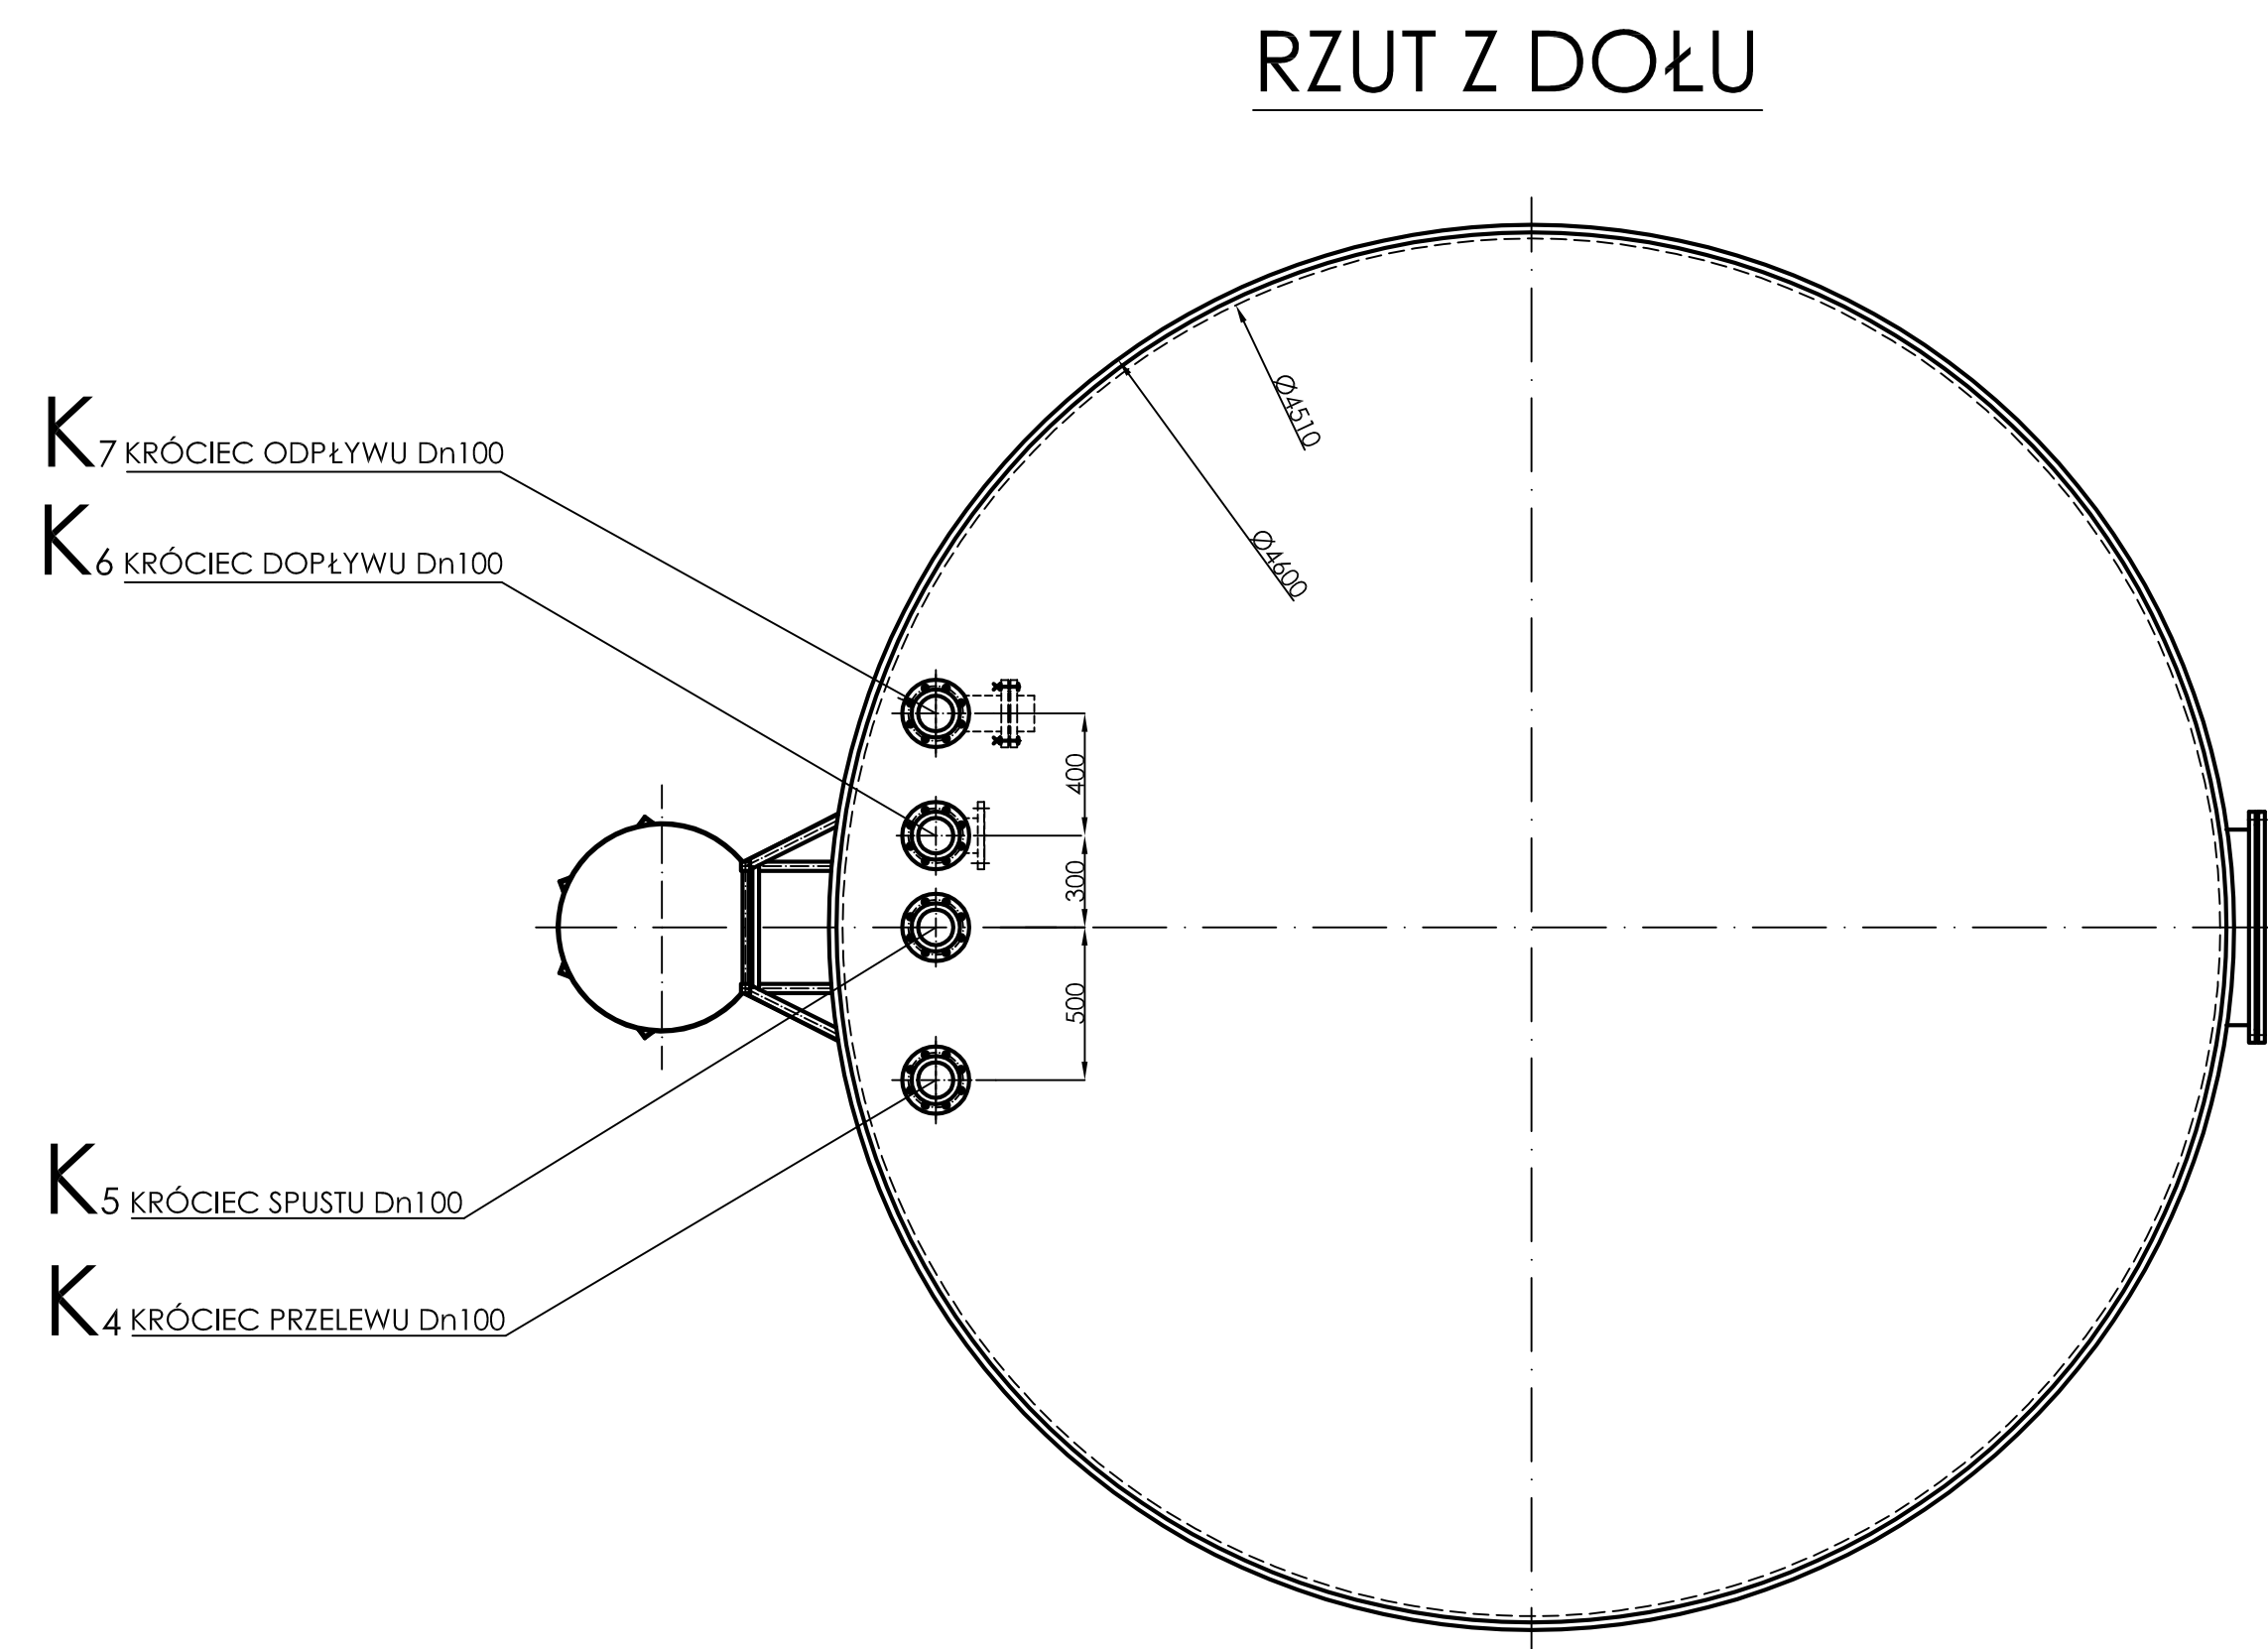 RZUT Z DOŁU
Ø4510
Ø4600
K7 KRÓCIEC ODPŁYWU Dn100
K6 KRÓCIEC DOPŁYWU Dn100
400
300
500
K5 KRÓCIEC SPUSTU Dn100
K4 KRÓCIEC PRZELEWU Dn100